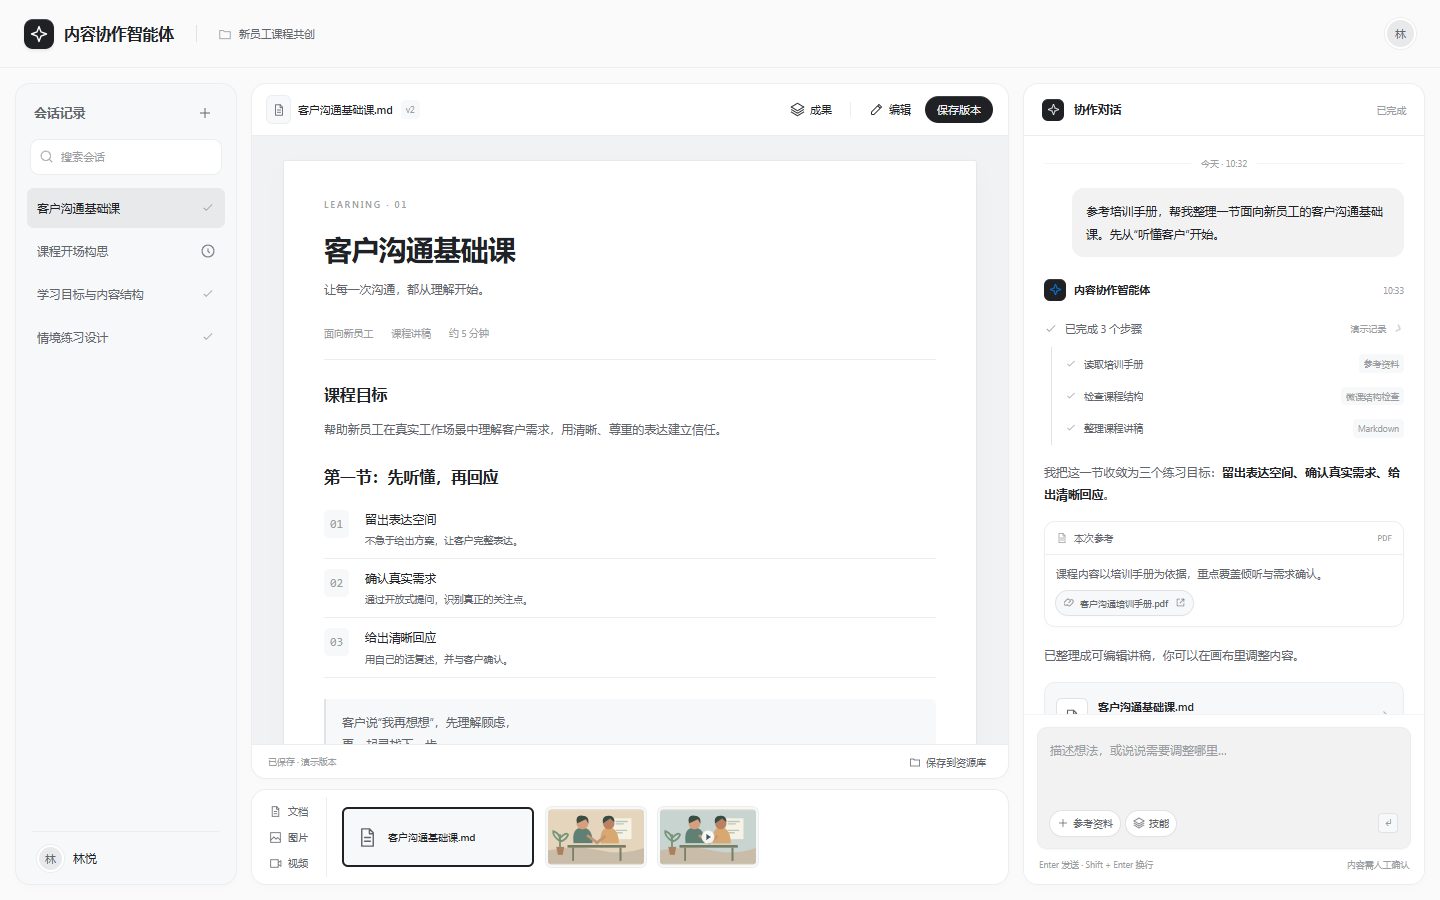 内容协作智能体
新员工课程共创
林
会话记录
搜索会话
客户沟通基础课
课程开场构思
学习目标与内容结构
情境练习设计
林 林悦
客户沟通基础课.md v2
成果
编辑
保存版本
LEARNING · 01
客户沟通基础课
让每一次沟通，都从理解开始。
面向新员工 课程讲稿 约 5 分钟
课程目标
帮助新员工在真实工作场景中理解客户需求，用清晰、尊重的表达建立信任。
第一节：先听懂，再回应
01 留出表达空间
不急于给出方案，让客户完整表达。
02 确认真实需求
通过开放式提问，识别真正的关注点。
03 给出清晰回应
用自己的话复述，并与客户确认。
客户说“我再想想”，先理解顾虑，
再一起寻找下一步
已保存 · 演示版本
保存到资源库
文档
图片
视频
客户沟通基础课.md
协作对话
已完成
今天 · 10:32
参考培训手册，帮我整理一节面向新员工的客户沟通基础
课。先从“听懂客户”开始。
内容协作智能体 10:33
已完成 3 个步骤 演示记录
读取培训手册 参考资料
检查课程结构 微课结构检查
整理课程讲稿 Markdown
我把这一节收敛为三个练习目标：留出表达空间、确认真实需求、给
出清晰回应。
本次参考 PDF
课程内容以培训手册为依据，重点覆盖倾听与需求确认。
客户沟通培训手册.pdf
已整理成可编辑讲稿，你可以在画布里调整内容。
客户沟通基础课.md
描述想法，或说说需要调整哪里...
参考资料
技能
Enter 发送 · Shift + Enter 换行
内容需人工确认